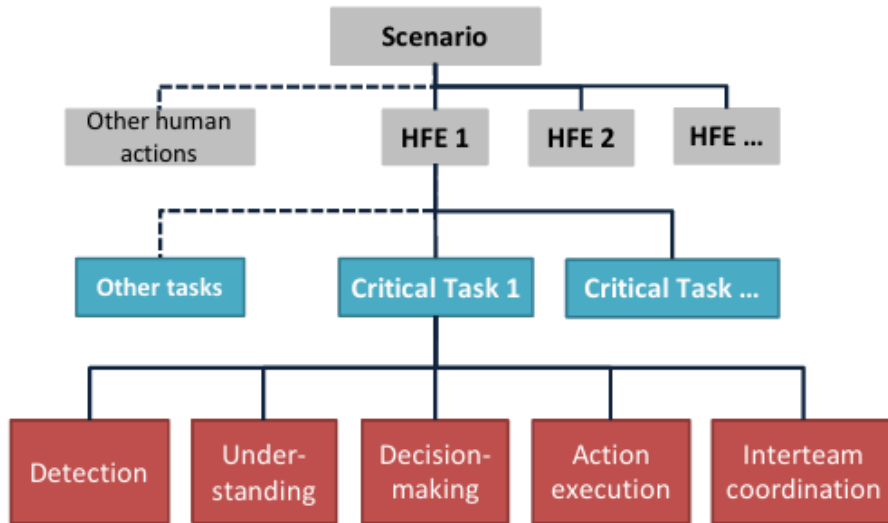 Scenario
Other human
actions
HFE 1
HFE 2
HFE ...
Other tasks
Critical Task 1
Critical Task ...
Detection
Under-
standing
Decision-
making
Action
execution
Interteam
coordination